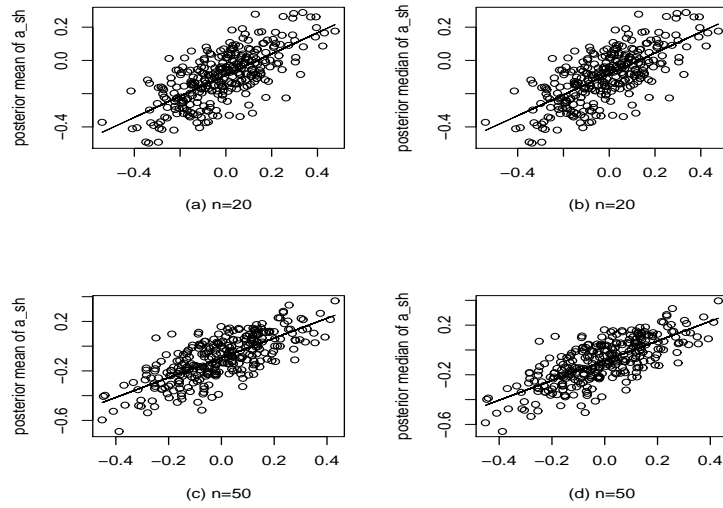 posterior mean of a_sh
0.2
0.0
−0.4
−0.4 0.0 0.2 0.4
(a) n=20
posterior median of a_sh
0.2
0.0
−0.4
−0.4 0.0 0.2 0.4
(b) n=20
posterior mean of a_sh
0.2
−0.2
−0.6
−0.4 −0.2 0.0 0.2 0.4
(c) n=50
posterior median of a_sh
0.2
−0.2
−0.6
−0.4 −0.2 0.0 0.2 0.4
(d) n=50